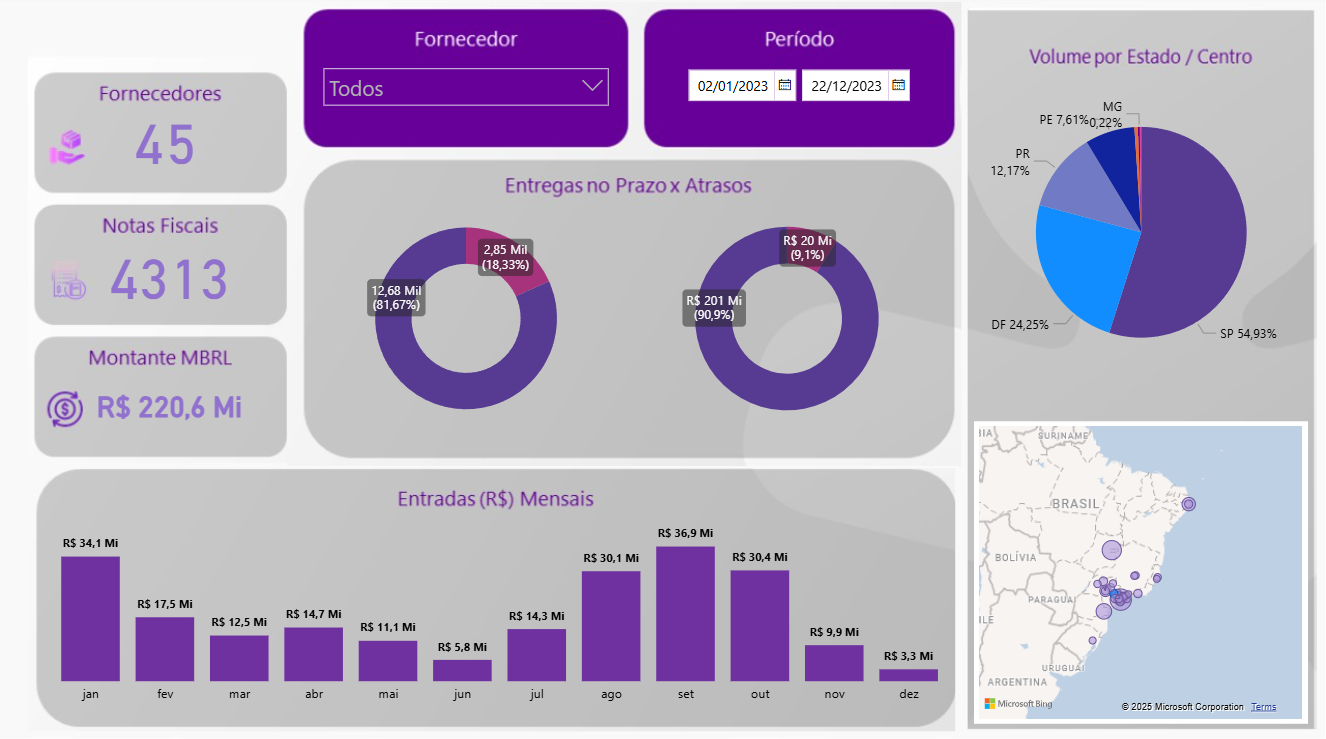 Fornecedor
Todos
Período
02/01/2023
22/12/2023
Fornecedores
45
Notas Fiscais
4313
Montante MBRL
R$ 220,6 Mi
Entregas no Prazo x Atrasos
2,85 Mil
(18,33%)
12,68 Mil
(81,67%)
R$ 20 Mi
(9,1%)
R$ 201 Mi
(90,9%)
Entradas (R$) Mensais
R$ 34,1 Mi
R$ 17,5 Mi
R$ 12,5 Mi
R$ 14,7 Mi
R$ 11,1 Mi
R$ 5,8 Mi
R$ 14,3 Mi
R$ 30,1 Mi
R$ 36,9 Mi
R$ 30,4 Mi
R$ 9,9 Mi
R$ 3,3 Mi
jan fev mar abr mai jun jul ago set out nov dez
Volume por Estado / Centro
MG
0,22%
PE 7,61%
PR
12,17%
DF 24,25%
SP 54,93%
SURINAME
BRASIL
BOLÍVIA
PARAGUAI
URUGUAI
ARGENTINA
Microsoft Bing
© 2025 Microsoft Corporation Terms